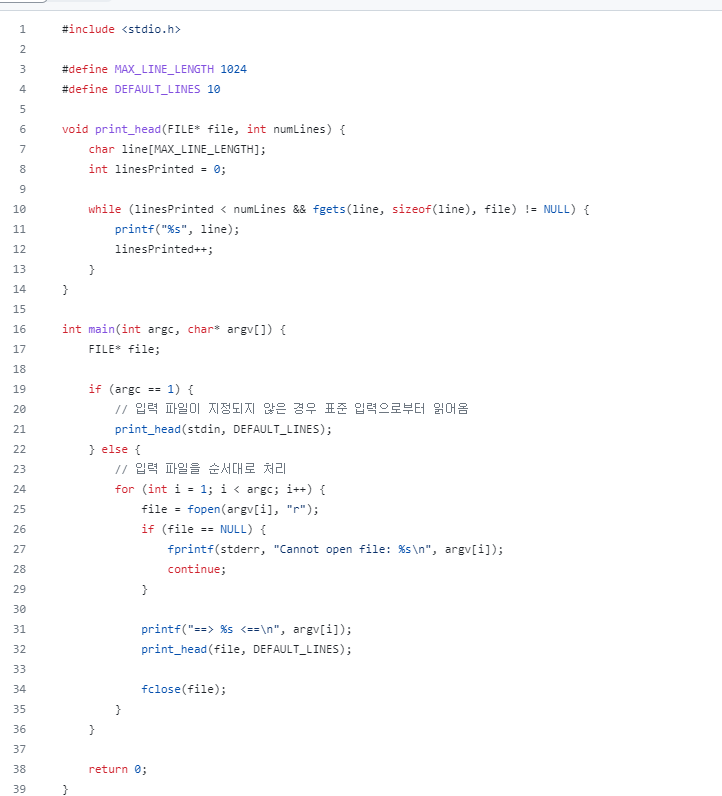 1 #include <stdio.h>
2
3 #define MAX_LINE_LENGTH 1024
4 #define DEFAULT_LINES 10
5
6 void print_head(FILE* file, int numLines) {
7     char line[MAX_LINE_LENGTH];
8     int linesPrinted = 0;
9
10     while (linesPrinted < numLines && fgets(line, sizeof(line), file) != NULL) {
11         printf("%s", line);
12         linesPrinted++;
13     }
14 }
15
16 int main(int argc, char* argv[]) {
17     FILE* file;
18
19     if (argc == 1) {
20         // 입력 파일이 지정되지 않은 경우 표준 입력으로부터 읽어옴
21         print_head(stdin, DEFAULT_LINES);
22     } else {
23         // 입력 파일을 순서대로 처리
24         for (int i = 1; i < argc; i++) {
25             file = fopen(argv[i], "r");
26             if (file == NULL) {
27                 fprintf(stderr, "Cannot open file: %s\n", argv[i]);
28                 continue;
29             }
30
31             printf("==> %s <==\n", argv[i]);
32             print_head(file, DEFAULT_LINES);
33
34             fclose(file);
35         }
36     }
37
38     return 0;
39 }